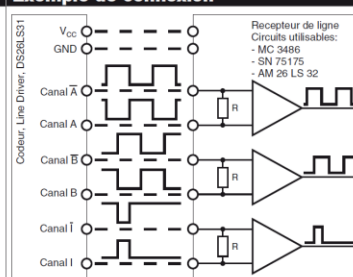 Exemple de connexion
Codeur, Line Driver, DS26LS31
VCC
GND
Canal A̅
Canal A
Canal B̅
Canal B
Canal I̅
Canal I
R
R
R
Recepteur de ligne
Circuits utilisables:
- MC 3486
- SN 75175
- AM 26 LS 32